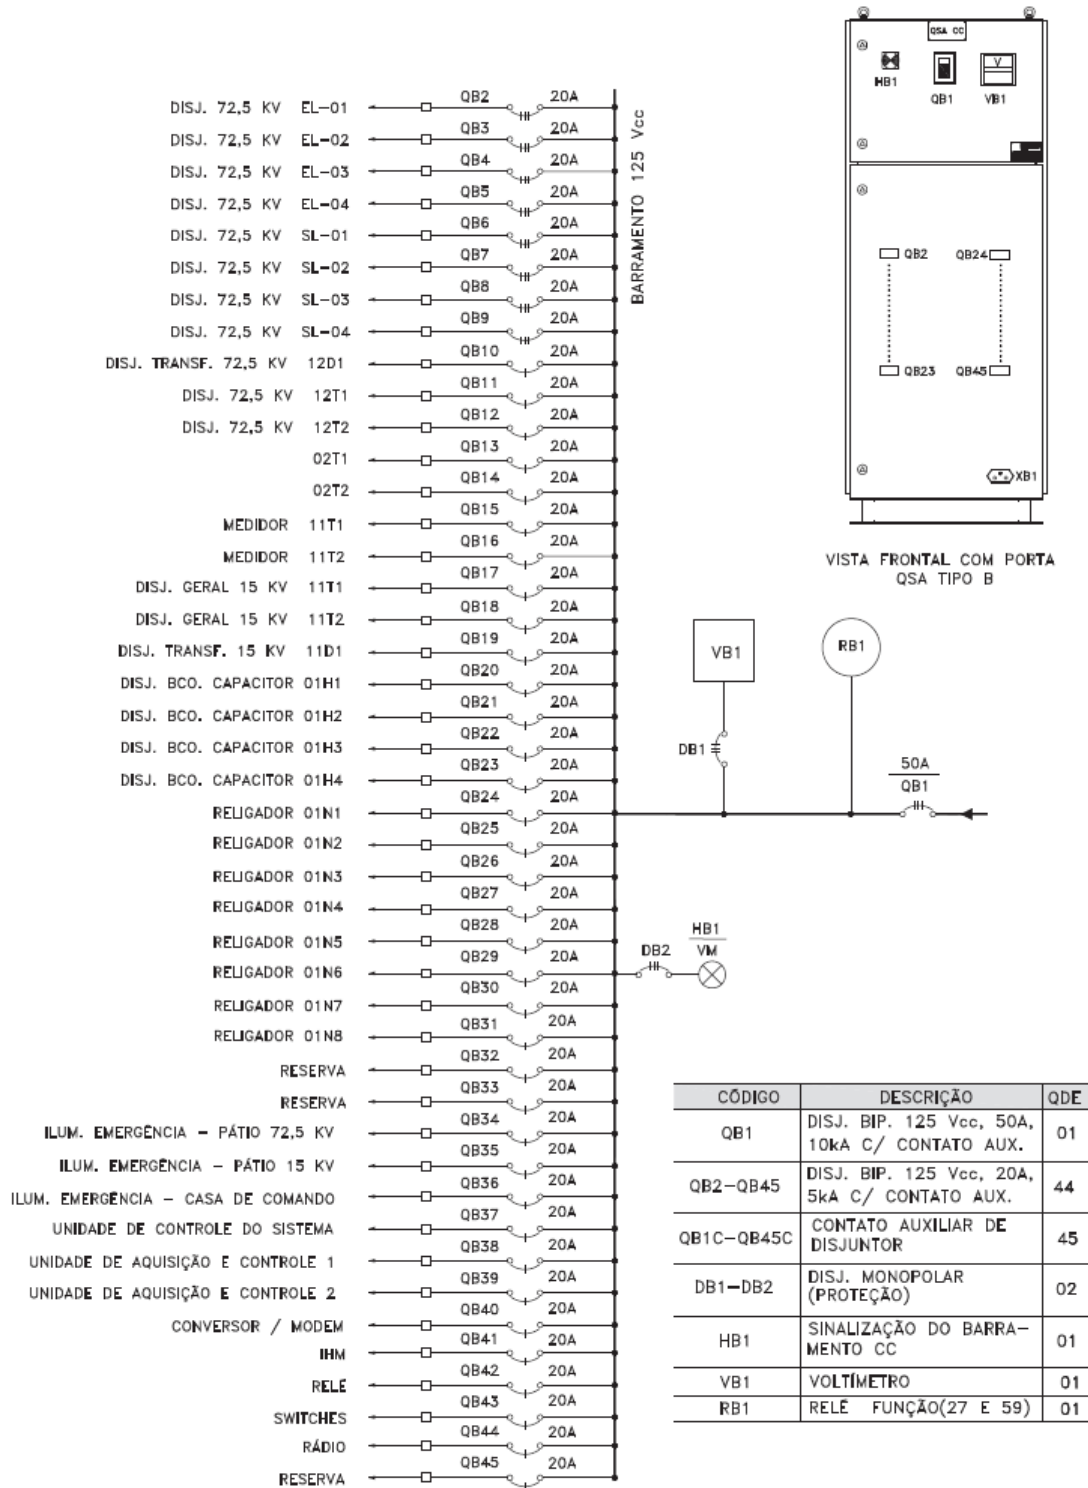 QSA CC
HB1
QB1
V
VB1
QB2
QB24
QB23
QB45
XB1
VISTA FRONTAL COM PORTA
QSA TIPO B
BARRAMENTO 125 Vcc
DISJ. 72,5 KV EL-01 QB2 20A
DISJ. 72,5 KV EL-02 QB3 20A
DISJ. 72,5 KV EL-03 QB4 20A
DISJ. 72,5 KV EL-04 QB5 20A
DISJ. 72,5 KV SL-01 QB6 20A
DISJ. 72,5 KV SL-02 QB7 20A
DISJ. 72,5 KV SL-03 QB8 20A
DISJ. 72,5 KV SL-04 QB9 20A
DISJ. TRANSF. 72,5 KV 12D1 QB10 20A
DISJ. 72,5 KV 12T1 QB11 20A
DISJ. 72,5 KV 12T2 QB12 20A
02T1 QB13 20A
02T2 QB14 20A
MEDIDOR 11T1 QB15 20A
MEDIDOR 11T2 QB16 20A
DISJ. GERAL 15 KV 11T1 QB17 20A
DISJ. GERAL 15 KV 11T2 QB18 20A
DISJ. TRANSF. 15 KV 11D1 QB19 20A
DISJ. BCO. CAPACITOR 01H1 QB20 20A
DISJ. BCO. CAPACITOR 01H2 QB21 20A
DISJ. BCO. CAPACITOR 01H3 QB22 20A
DISJ. BCO. CAPACITOR 01H4 QB23 20A
RELIGADOR 01N1 QB24 20A
RELIGADOR 01N2 QB25 20A
RELIGADOR 01N3 QB26 20A
RELIGADOR 01N4 QB27 20A
RELIGADOR 01N5 QB28 20A
RELIGADOR 01N6 QB29 20A
RELIGADOR 01N7 QB30 20A
RELIGADOR 01N8 QB31 20A
RESERVA QB32 20A
RESERVA QB33 20A
ILUM. EMERGÊNCIA – PÁTIO 72,5 KV QB34 20A
ILUM. EMERGÊNCIA – PÁTIO 15 KV QB35 20A
ILUM. EMERGÊNCIA – CASA DE COMANDO QB36 20A
UNIDADE DE CONTROLE DO SISTEMA QB37 20A
UNIDADE DE AQUISIÇÃO E CONTROLE 1 QB38 20A
UNIDADE DE AQUISIÇÃO E CONTROLE 2 QB39 20A
CONVERSOR / MODEM QB40 20A
IHM QB41 20A
RELÉ QB42 20A
SWITCHES QB43 20A
RÁDIO QB44 20A
RESERVA QB45 20A
VB1
RB1
DB1
50A
QB1
HB1
DB2 VM
CÓDIGO DESCRIÇÃO QDE
QB1 DISJ. BIP. 125 Vcc, 50A, 10kA C/ CONTATO AUX. 01
QB2-QB45 DISJ. BIP. 125 Vcc, 20A, 5kA C/ CONTATO AUX. 44
QB1C-QB45C CONTATO AUXILIAR DE DISJUNTOR 45
DB1-DB2 DISJ. MONOPOLAR (PROTEÇÃO) 02
HB1 SINALIZAÇÃO DO BARRA-MENTO CC 01
VB1 VOLTÍMETRO 01
RB1 RELÉ FUNÇÃO(27 E 59) 01